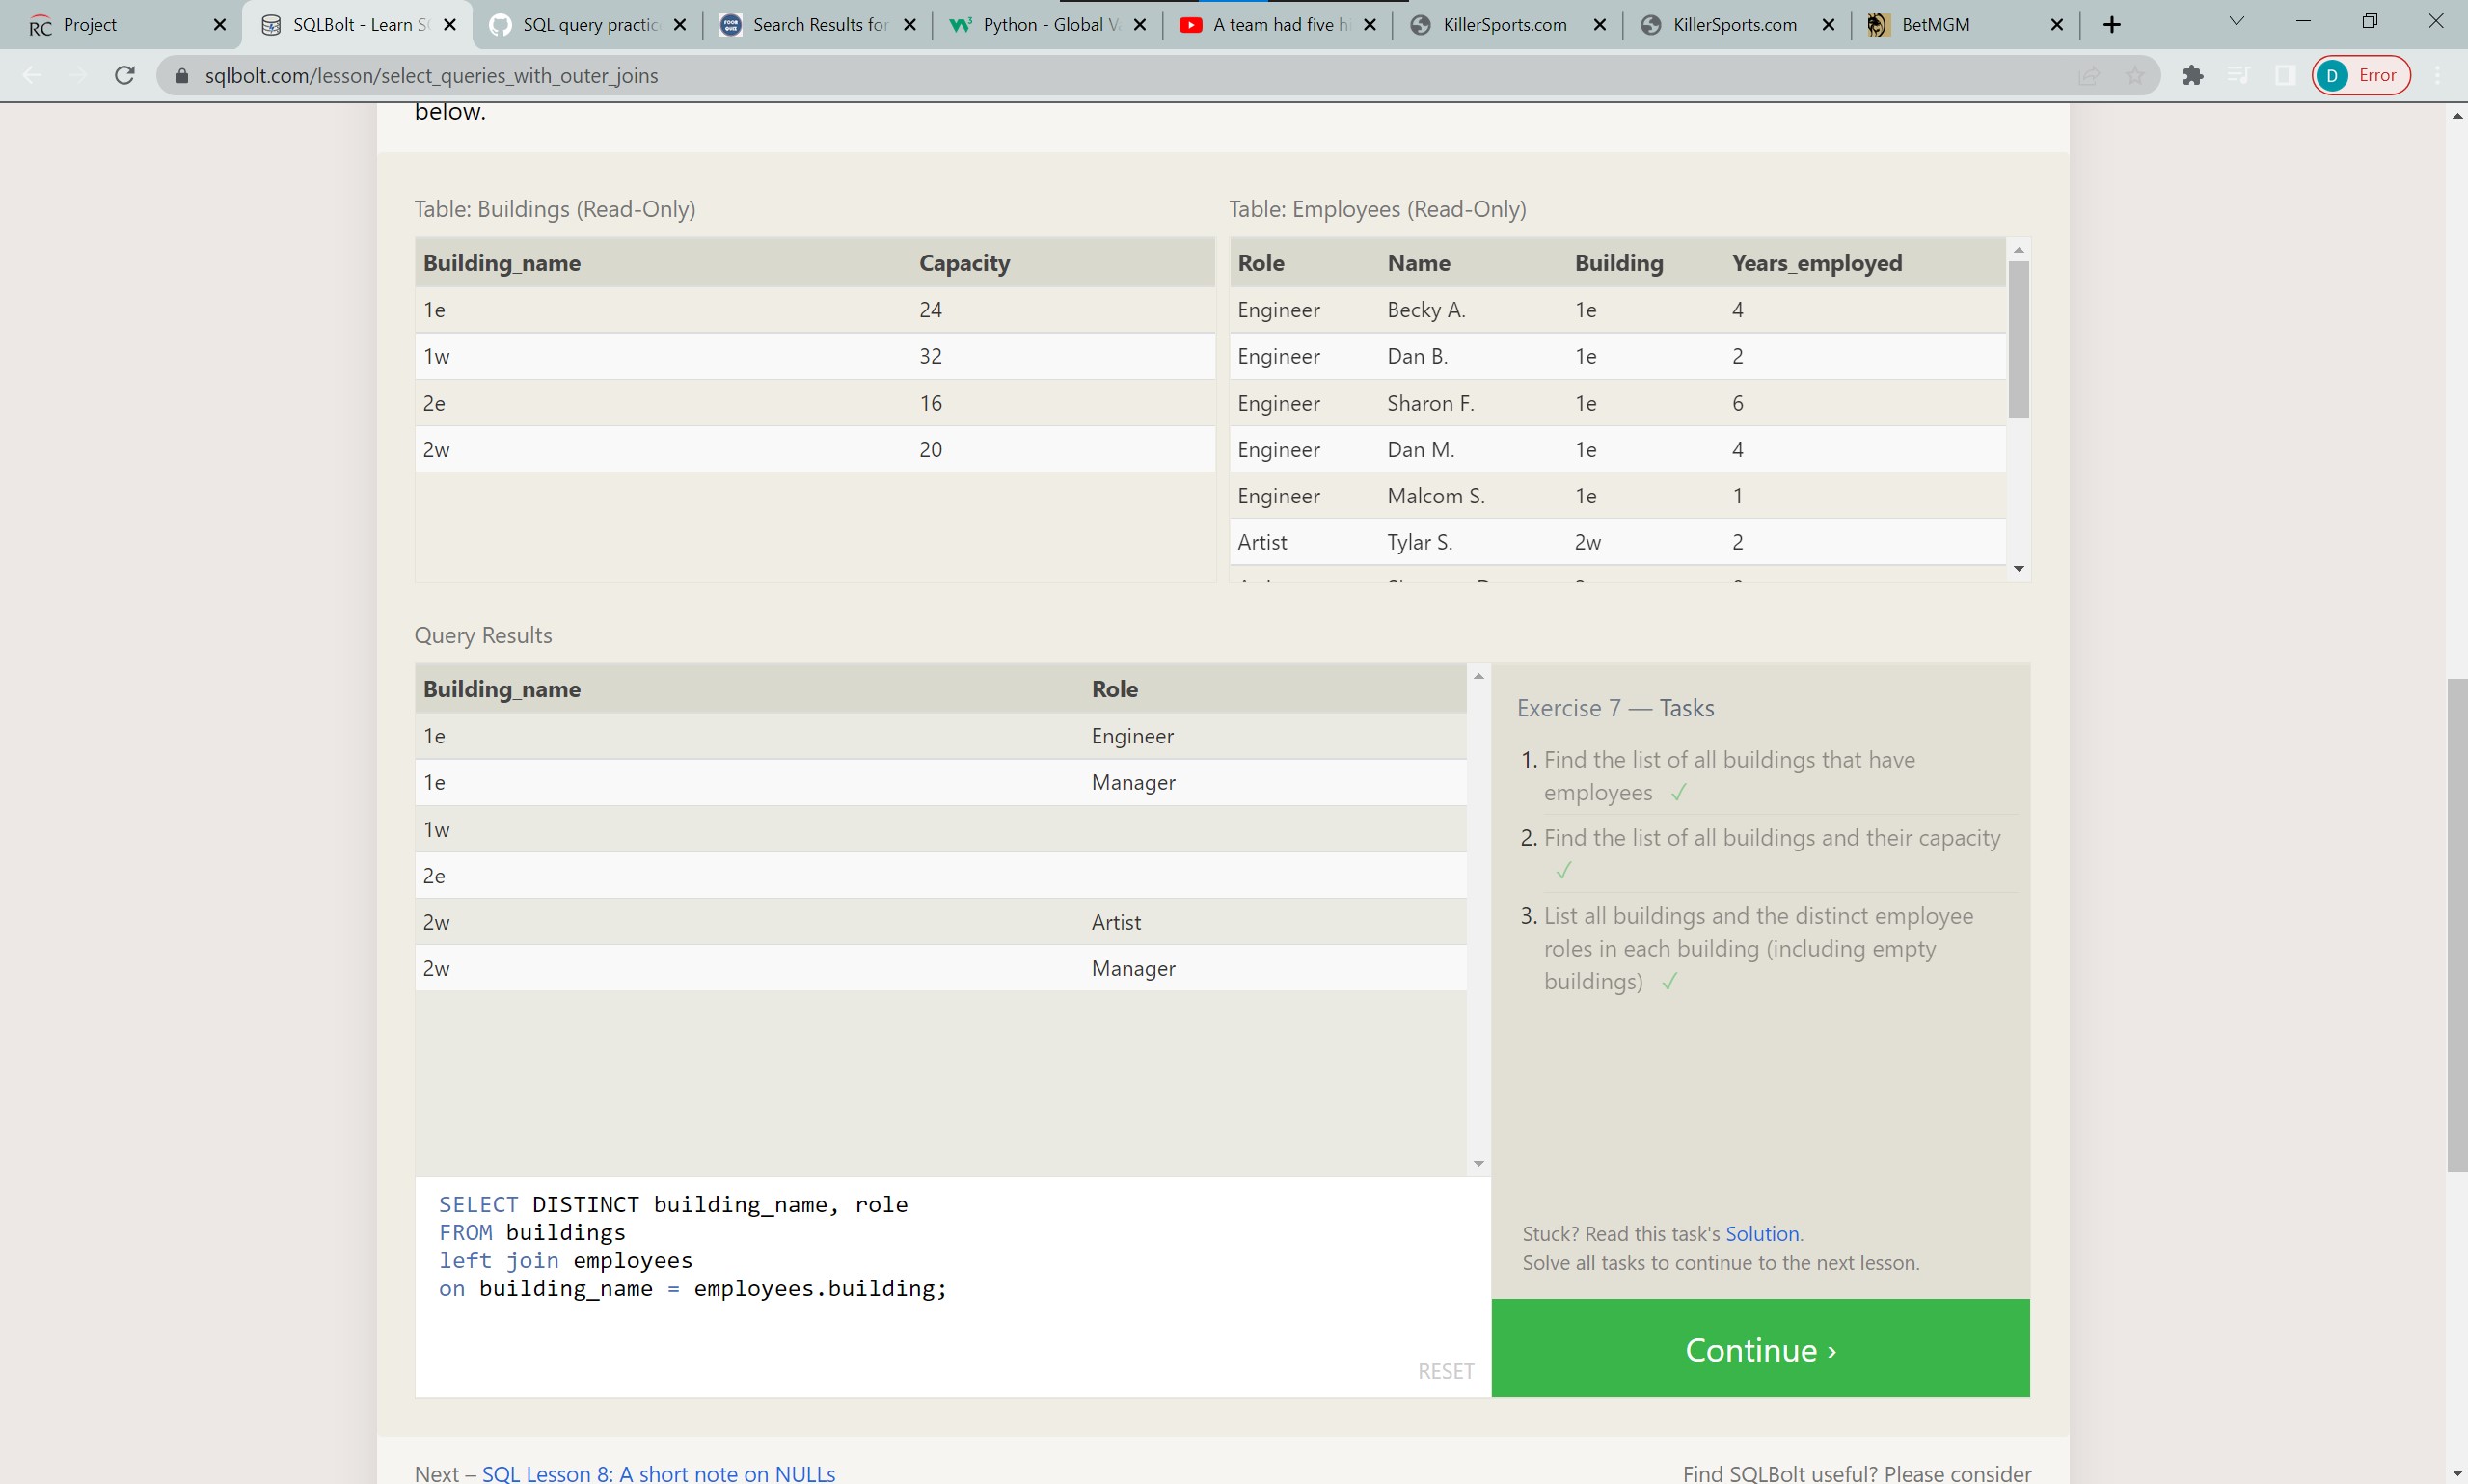 Project
SQLBolt - Learn S
SQL query practic
Search Results for
Python - Global V
A team had five hi
KillerSports.com
KillerSports.com
BetMGM
sqlbolt.com/lesson/select_queries_with_outer_joins
D Error
below.
Table: Buildings (Read-Only)
Building_name Capacity
1e 24
1w 32
2e 16
2w 20
Table: Employees (Read-Only)
Role Name Building Years_employed
Engineer Becky A. 1e 4
Engineer Dan B. 1e 2
Engineer Sharon F. 1e 6
Engineer Dan M. 1e 4
Engineer Malcom S. 1e 1
Artist Tylar S. 2w 2
Query Results
Building_name Role
1e Engineer
1e Manager
1w
2e
2w Artist
2w Manager
SELECT DISTINCT building_name, role
FROM buildings
left join employees
on building_name = employees.building;
RESET
Exercise 7 — Tasks
1. Find the list of all buildings that have
employees ✓
2. Find the list of all buildings and their capacity
✓
3. List all buildings and the distinct employee
roles in each building (including empty
buildings) ✓
Stuck? Read this task's Solution.
Solve all tasks to continue to the next lesson.
Continue ›
Next – SQL Lesson 8: A short note on NULLs
Find SQLBolt useful? Please consider